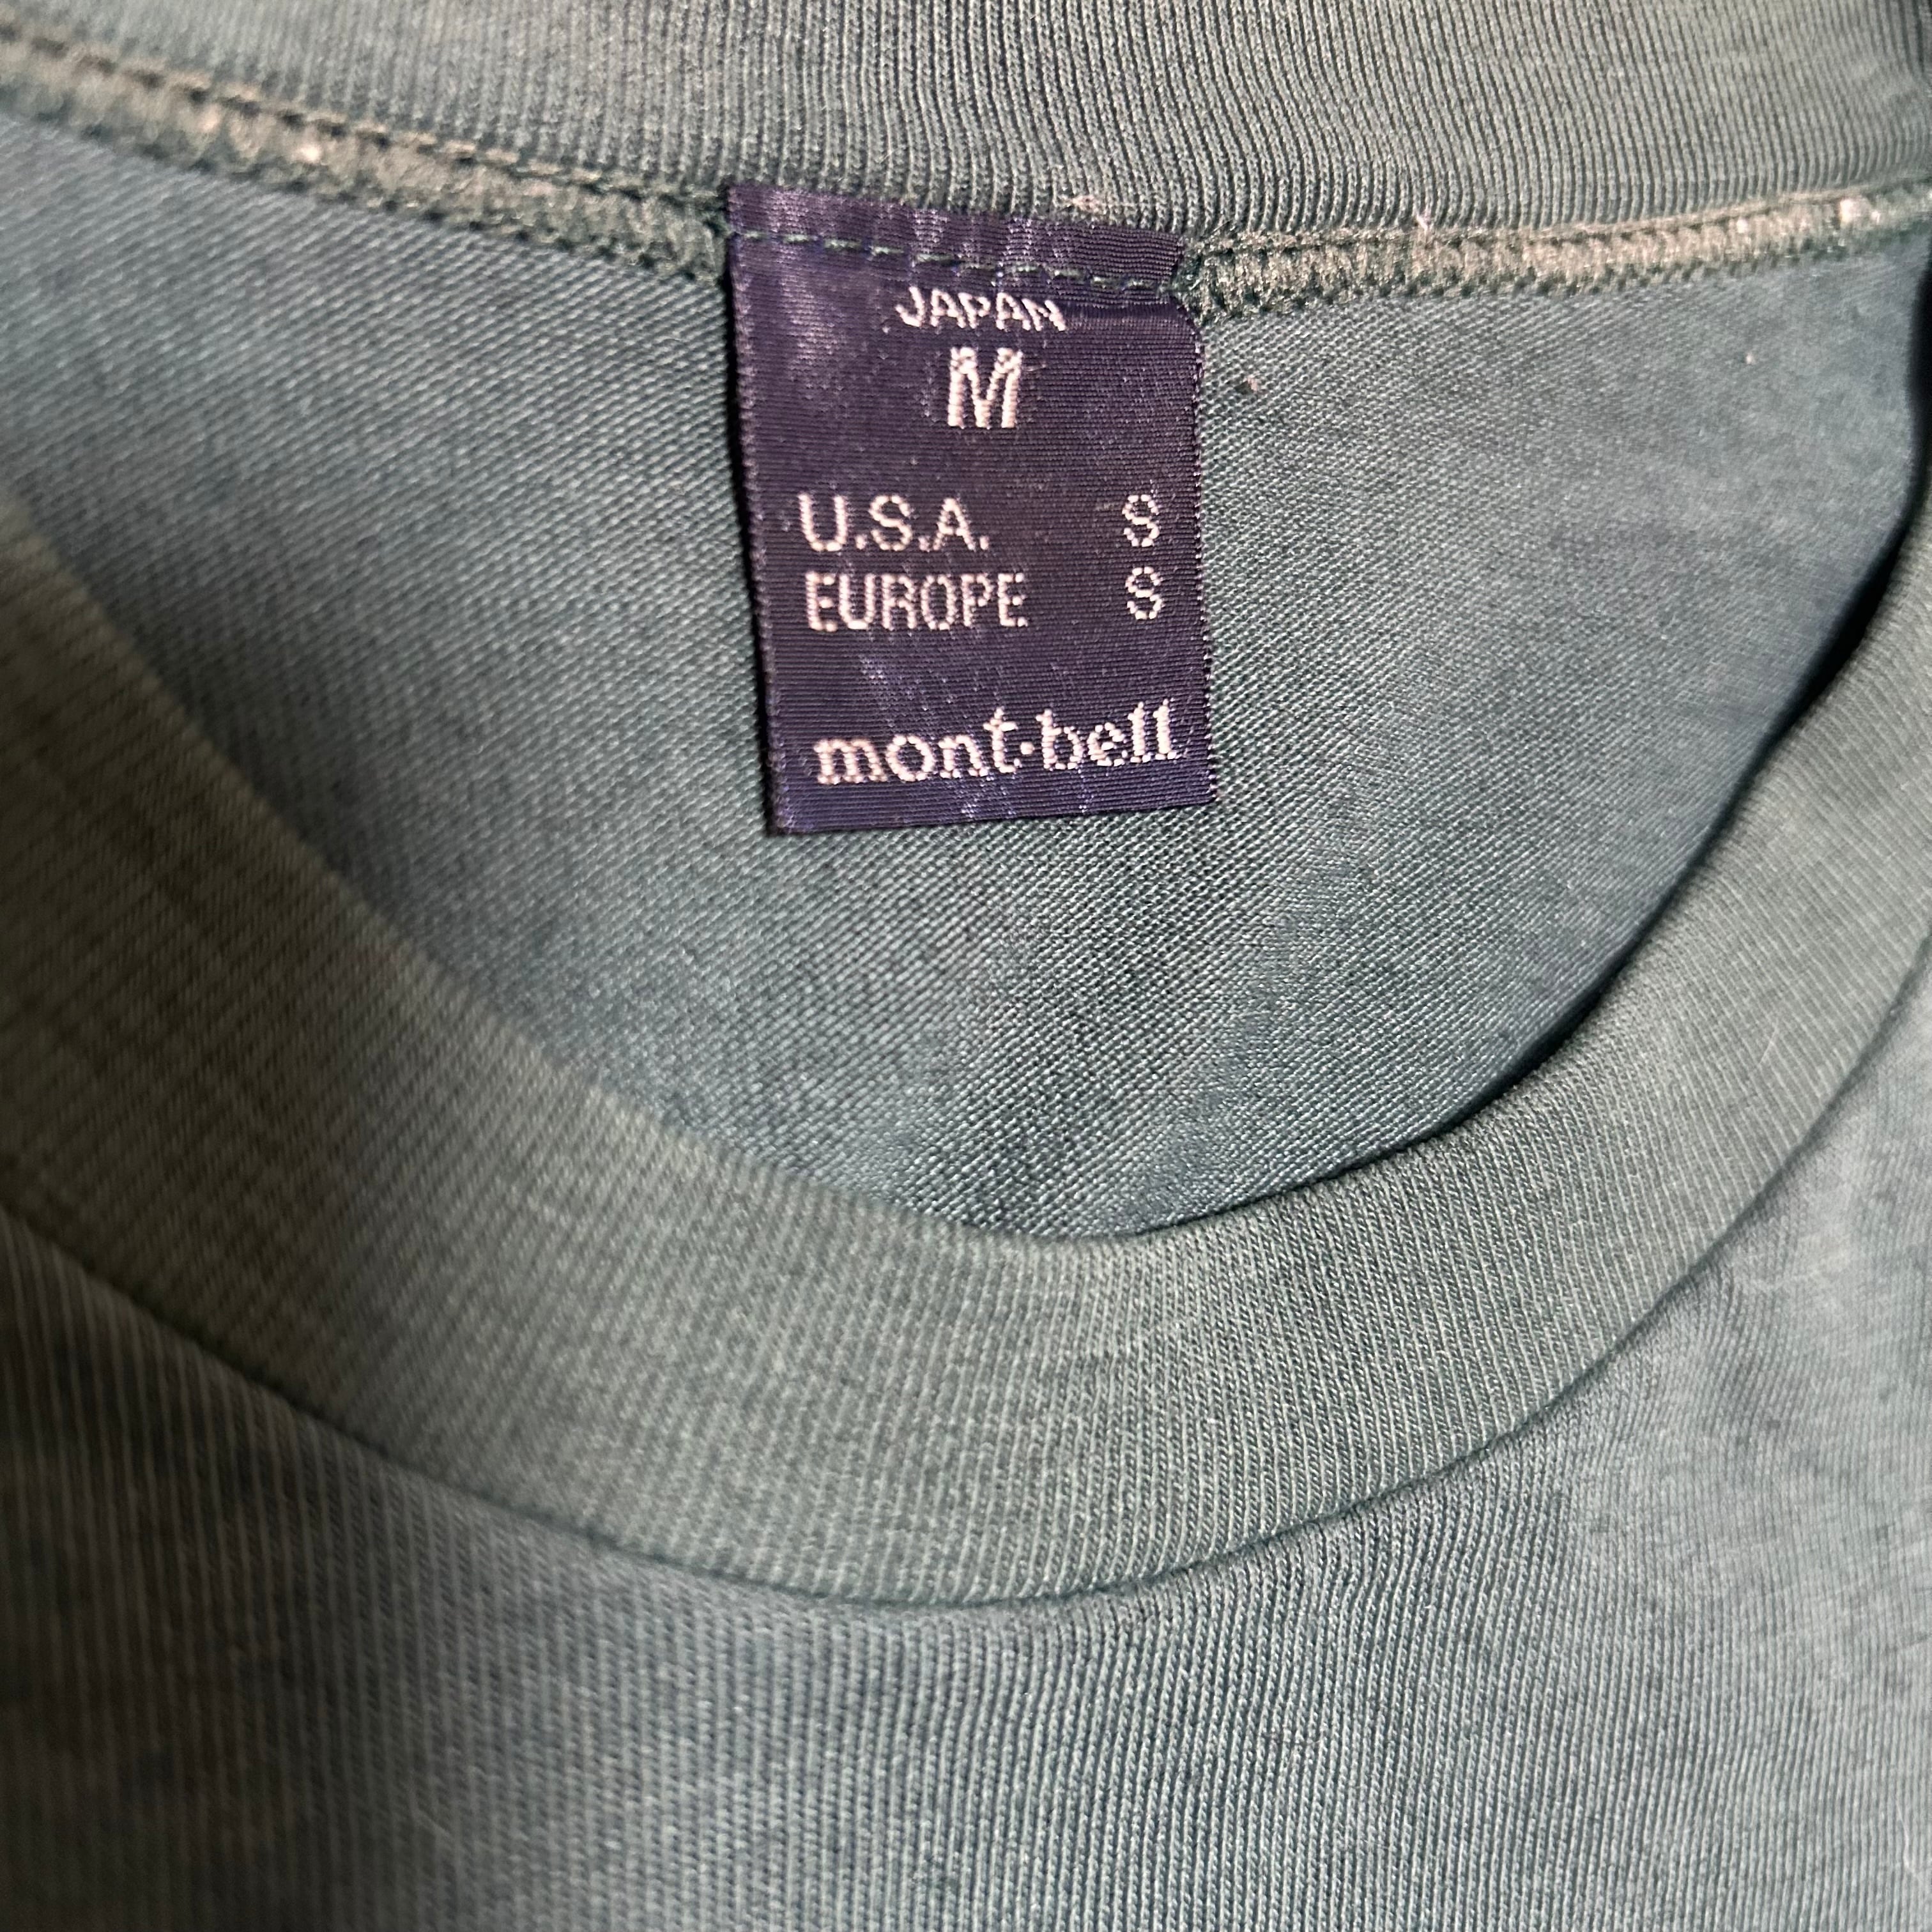 JAPAN
M
U.S.A. S
EUROPE S
mont·bell